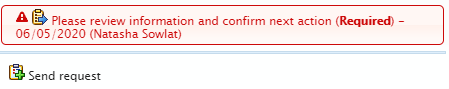 Please review information and confirm next action (Required) –
06/05/2020 (Natasha Sowlat)
Send request